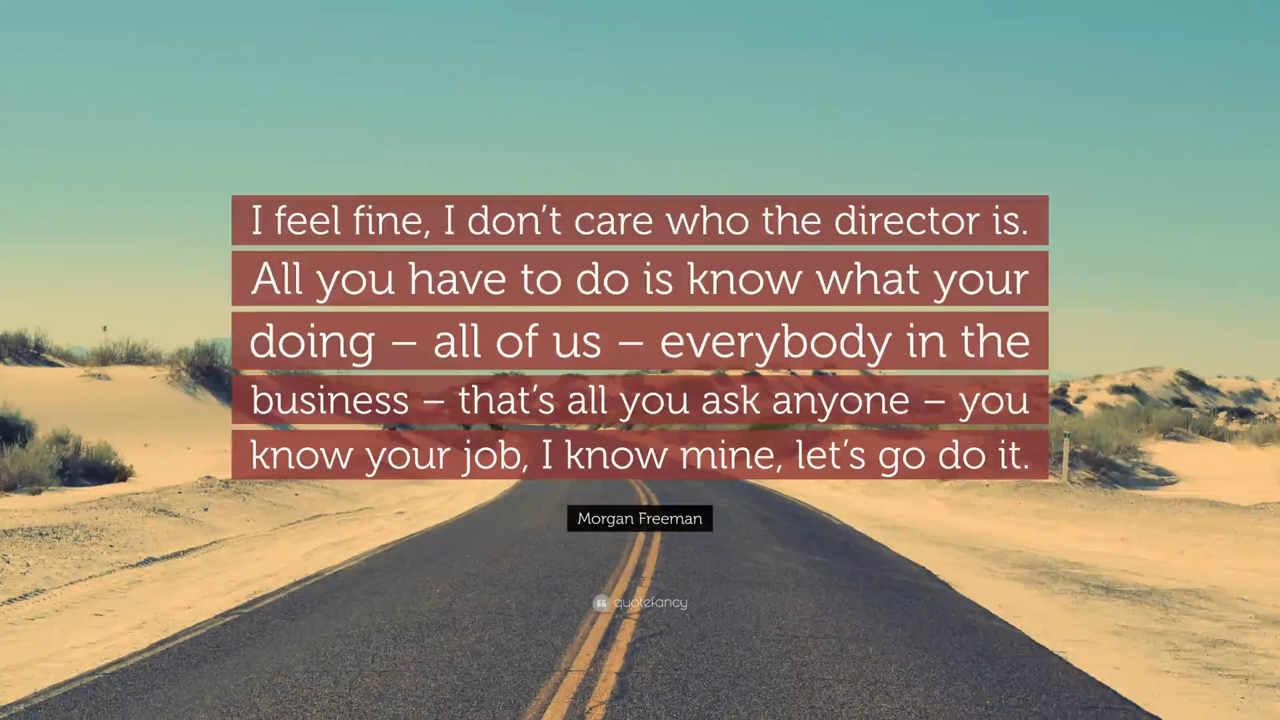 I feel fine, I don’t care who the director is.
All you have to do is know what your
doing – all of us – everybody in the
business – that’s all you ask anyone – you
know your job, I know mine, let’s go do it.
Morgan Freeman
quotefancy